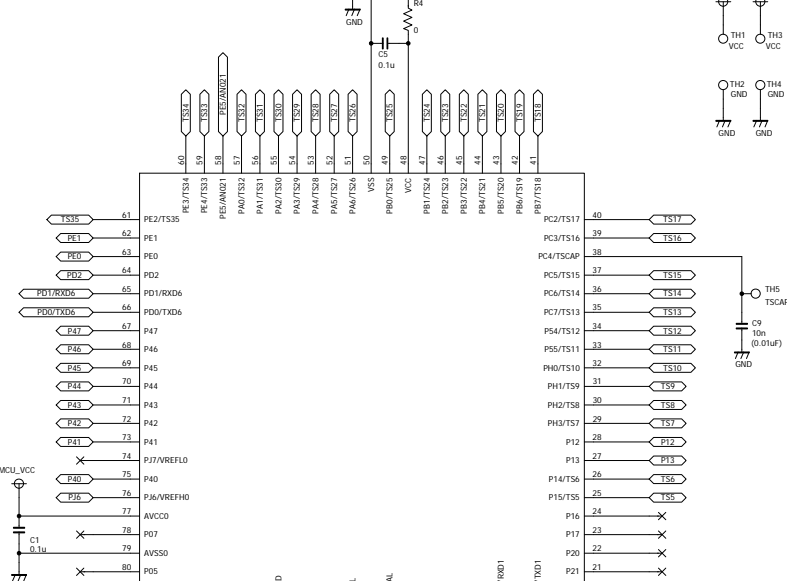 R4
0
GND
C5
0.1u
TH1
VCC
TH3
VCC
TH2
GND
TH4
GND
GND
GND
TS34
TS33
PE5/AN021
TS32
TS31
TS30
TS29
TS28
TS27
TS26
TS25
TS24
TS23
TS22
TS21
TS20
TS19
TS18
60
59
58
57
56
55
54
53
52
51
50
49
48
47
46
45
44
43
42
41
PE3/TS34
PE4/TS33
PE5/AN021
PA0/TS32
PA1/TS31
PA2/TS30
PA3/TS29
PA4/TS28
PA5/TS27
PA6/TS26
VSS
PB0/TS25
VCC
PB1/TS24
PB2/TS23
PB3/TS22
PB4/TS21
PB5/TS20
PB6/TS19
PB7/TS18
TS35 61 PE2/TS35
PE1 62 PE1
PE0 63 PE0
PD2 64 PD2
PD1/RXD6 65 PD1/RXD6
PD0/TXD6 66 PD0/TXD6
P47 67 P47
P46 68 P46
P45 69 P45
P44 70 P44
P43 71 P43
P42 72 P42
P41 73 P41
74 PJ7/VREFL0
P40 75 P40
PJ6 76 PJ6/VREFH0
77 AVCC0
78 P07
79 AVSS0
80 P05
MCU_VCC
C1
0.1u
PC2/TS17 40 TS17
PC3/TS16 39 TS16
PC4/TSCAP 38
PC5/TS15 37 TS15
PC6/TS14 36 TS14
PC7/TS13 35 TS13
P54/TS12 34 TS12
P55/TS11 33 TS11
PH0/TS10 32 TS10
PH1/TS9 31 TS9
PH2/TS8 30 TS8
PH3/TS7 29 TS7
P12 28 P12
P13 27 P13
P14/TS6 26 TS6
P15/TS5 25 TS5
P16 24
P17 23
P20 22
P21 21
TH5
TSCAP
C9
10n
(0.01uF)
GND
D
L
AL
RXD1
TXD1